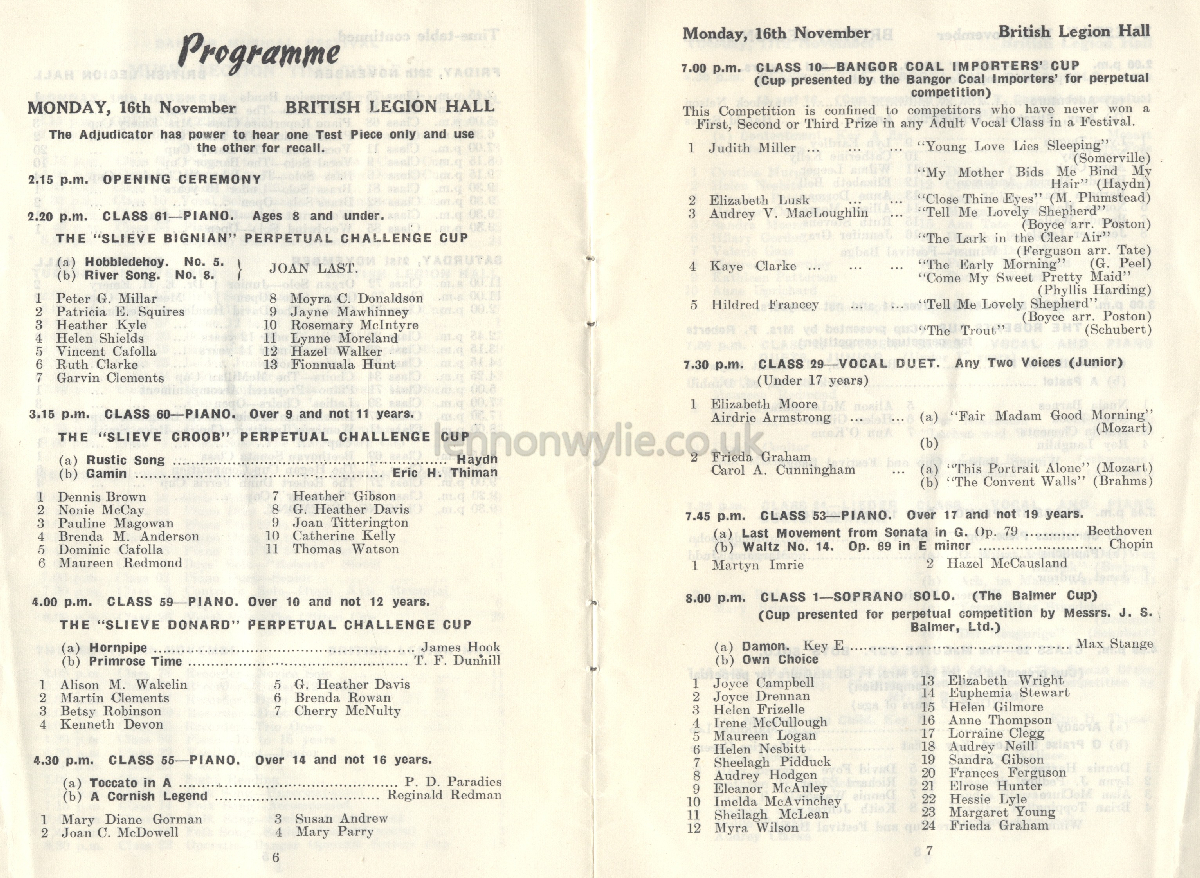 Programme
MONDAY, 16th November BRITISH LEGION HALL
The Adjudicator has power to hear one Test Piece only and use
the other for recall.
2.15 p.m. OPENING CEREMONY
2.20 p.m. CLASS 61—PIANO. Ages 8 and under.
THE "SLIEVE BIGNIAN" PERPETUAL CHALLENGE CUP
(a) Hobbledehoy. No. 5.
(b) River Song. No. 8.
JOAN LAST.
1 Peter G. Millar
2 Patricia E. Squires
3 Heather Kyle
4 Helen Shields
5 Vincent Cafolla
6 Ruth Clarke
7 Garvin Clements
8 Moyra C. Donaldson
9 Jayne Mawhinney
10 Rosemary McIntyre
11 Lynne Moreland
12 Hazel Walker
13 Fionnuala Hunt
3.15 p.m. CLASS 60—PIANO. Over 9 and not 11 years.
THE "SLIEVE CROOB" PERPETUAL CHALLENGE CUP
(a) Rustic Song ........ Haydn
(b) Gamin ........ Eric H. Thiman
1 Dennis Brown
2 Nonie McCay
3 Pauline Magowan
4 Brenda M. Anderson
5 Dominic Cafolla
6 Maureen Redmond
7 Heather Gibson
8 G. Heather Davis
9 Joan Titterington
10 Catherine Kelly
11 Thomas Watson
4.00 p.m. CLASS 59—PIANO. Over 10 and not 12 years.
THE "SLIEVE DONARD" PERPETUAL CHALLENGE CUP
(a) Hornpipe ........ James Hook
(b) Primrose Time ........ T. F. Dunhill
1 Alison M. Wakelin
2 Martin Clements
3 Betsy Robinson
4 Kenneth Devon
5 G. Heather Davis
6 Brenda Rowan
7 Cherry McNulty
4.30 p.m. CLASS 55—PIANO. Over 14 and not 16 years.
(a) Toccato in A ........ P. D. Paradies
(b) A Cornish Legend ........ Reginald Redman
1 Mary Diane Gorman
2 Joan C. McDowell
3 Susan Andrew
4 Mary Parry
6
Monday, 16th November British Legion Hall
7.00 p.m. CLASS 10—BANGOR COAL IMPORTERS' CUP
(Cup presented by the Bangor Coal Importers' for perpetual
competition)
This Competition is confined to competitors who have never won a
First, Second or Third Prize in any Adult Vocal Class in a Festival.
1 Judith Miller ... ... ... "Young Love Lies Sleeping"
(Somerville)
"My Mother Bids Me Bind My
Hair" (Haydn)
2 Elizabeth Lusk ... ... "Close Thine Eyes" (M. Plumstead)
3 Audrey V. MacLoughlin ... "Tell Me Lovely Shepherd"
(Boyce arr. Poston)
"The Lark in the Clear Air"
(Ferguson arr. Tate)
4 Kaye Clarke ... ... ... "The Early Morning" (G. Peel)
"Come My Sweet Pretty Maid"
(Phyllis Harding)
5 Hildred Francey ... ... "Tell Me Lovely Shepherd"
(Boyce arr. Poston)
"The Trout" (Schubert)
7.30 p.m. CLASS 29—VOCAL DUET. Any Two Voices (Junior)
(Under 17 years)
1 Elizabeth Moore
Airdrie Armstrong ... ... (a) "Fair Madam Good Morning"
(Mozart)
(b)
2 Frieda Graham
Carol A. Cunningham ... (a) "This Portrait Alone" (Mozart)
(b) "The Convent Walls" (Brahms)
7.45 p.m. CLASS 53—PIANO. Over 17 and not 19 years.
(a) Last Movement from Sonata in G. Op. 79 ............ Beethoven
(b) Waltz No. 14. Op. 69 in E minor ........ Chopin
1 Martyn Imrie 2 Hazel McCausland
8.00 p.m. CLASS 1—SOPRANO SOLO. (The Balmer Cup)
(Cup presented for perpetual competition by Messrs. J. S.
Balmer, Ltd.)
(a) Damon. Key E ........ Max Stange
(b) Own Choice
1 Joyce Campbell
2 Joyce Drennan
3 Helen Frizelle
4 Irene McCullough
5 Maureen Logan
6 Helen Nesbitt
7 Sheelagh Pidduck
8 Audrey Hodgen
9 Eleanor McAuley
10 Imelda McAvinchey
11 Sheilagh McLean
12 Myra Wilson
13 Elizabeth Wright
14 Euphemia Stewart
15 Helen Gilmore
16 Anne Thompson
17 Lorraine Clegg
18 Audrey Neill
19 Sandra Gibson
20 Frances Ferguson
21 Elrose Hunter
22 Hessie Lyle
23 Margaret Young
24 Frieda Graham
7
lennonwylie.co.uk